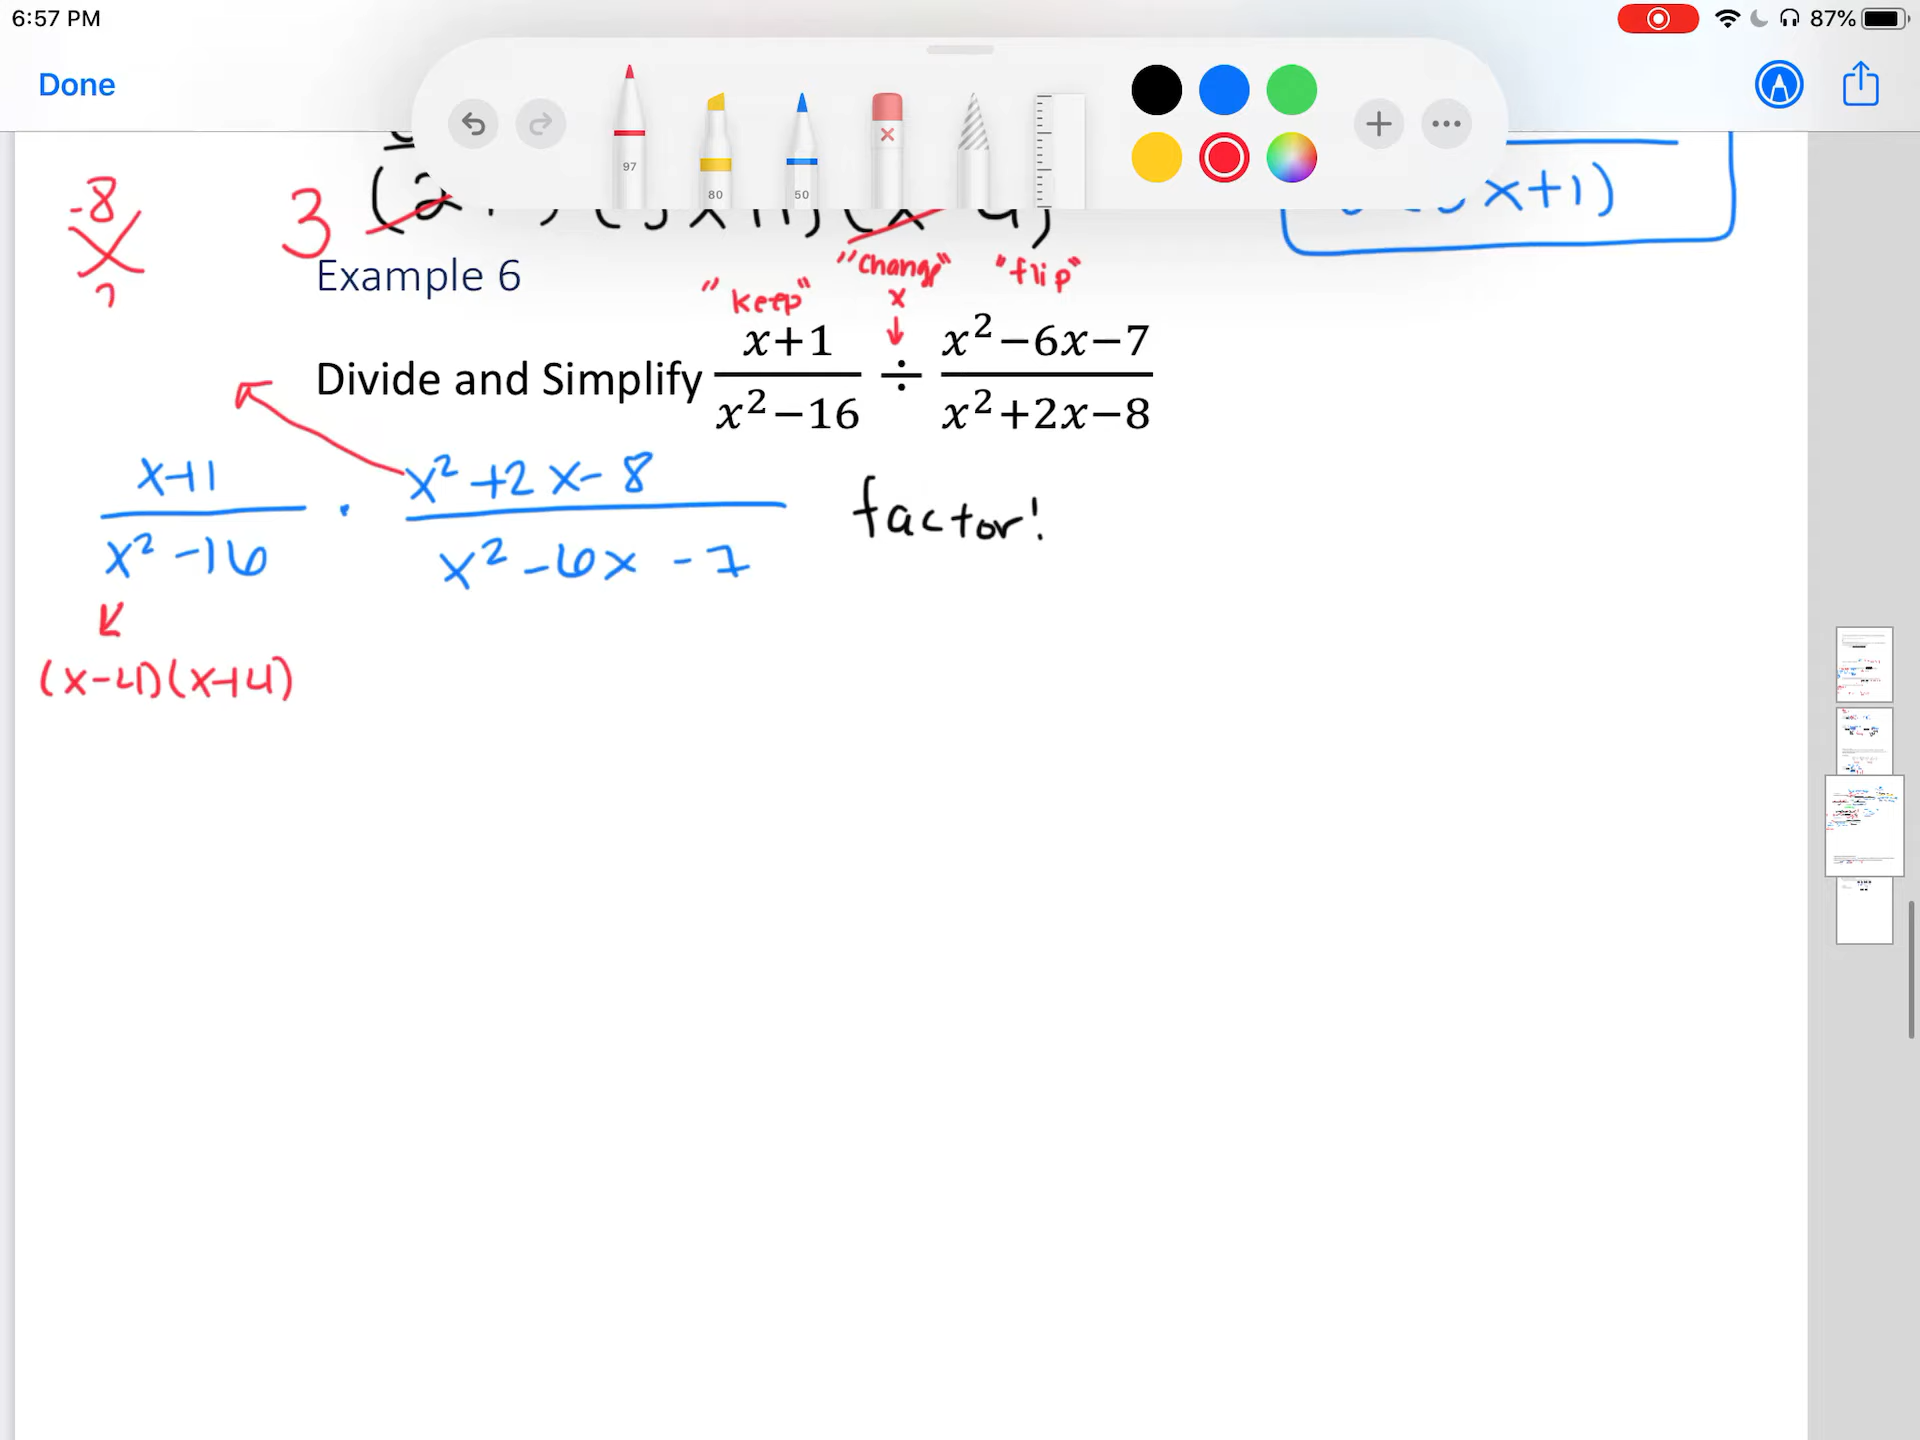 6:57 PM
87%
Done
97
80
50
-8
3
x+1)
Example 6
"keep"
"change"
x
"flip"
Divide and Simplify x+1 / x²−16 ÷ x²−6x−7 / x²+2x−8
x+1 / x²-16 · x²+2x-8 / x²-6x-7
factor!
(x-4)(x+4)